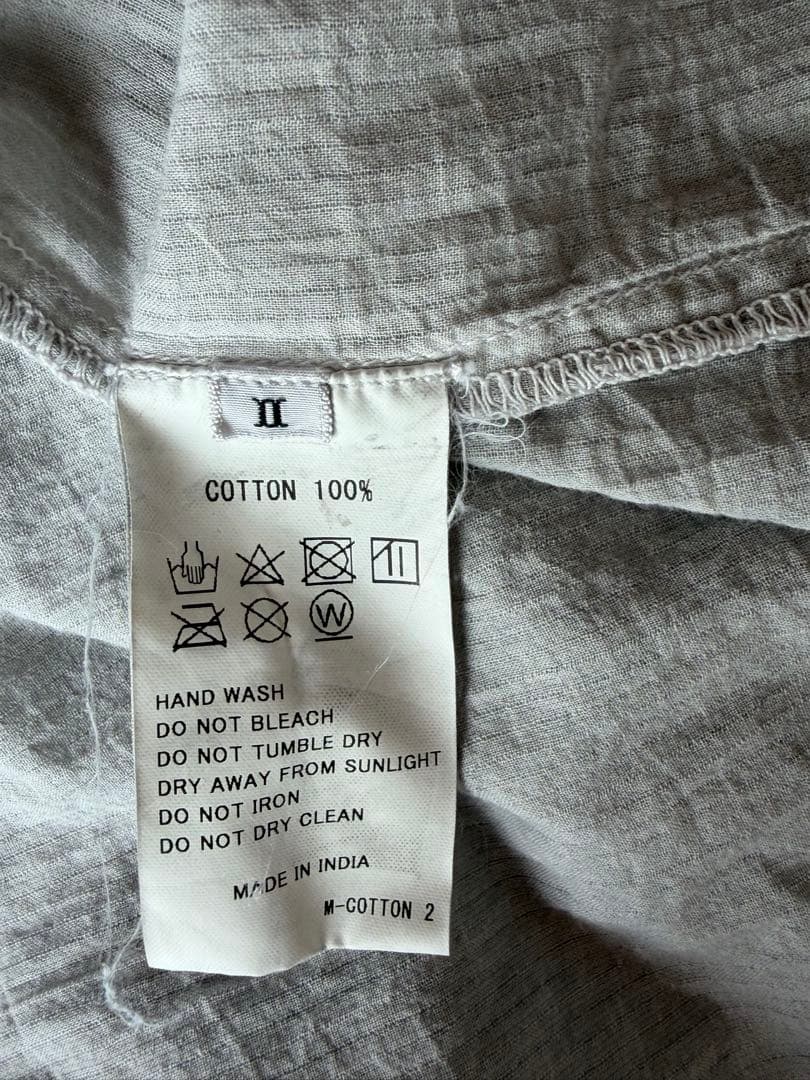 II
COTTON 100%
W
HAND WASH
DO NOT BLEACH
DO NOT TUMBLE DRY
DRY AWAY FROM SUNLIGHT
DO NOT IRON
DO NOT DRY CLEAN
MADE IN INDIA
M-COTTON 2